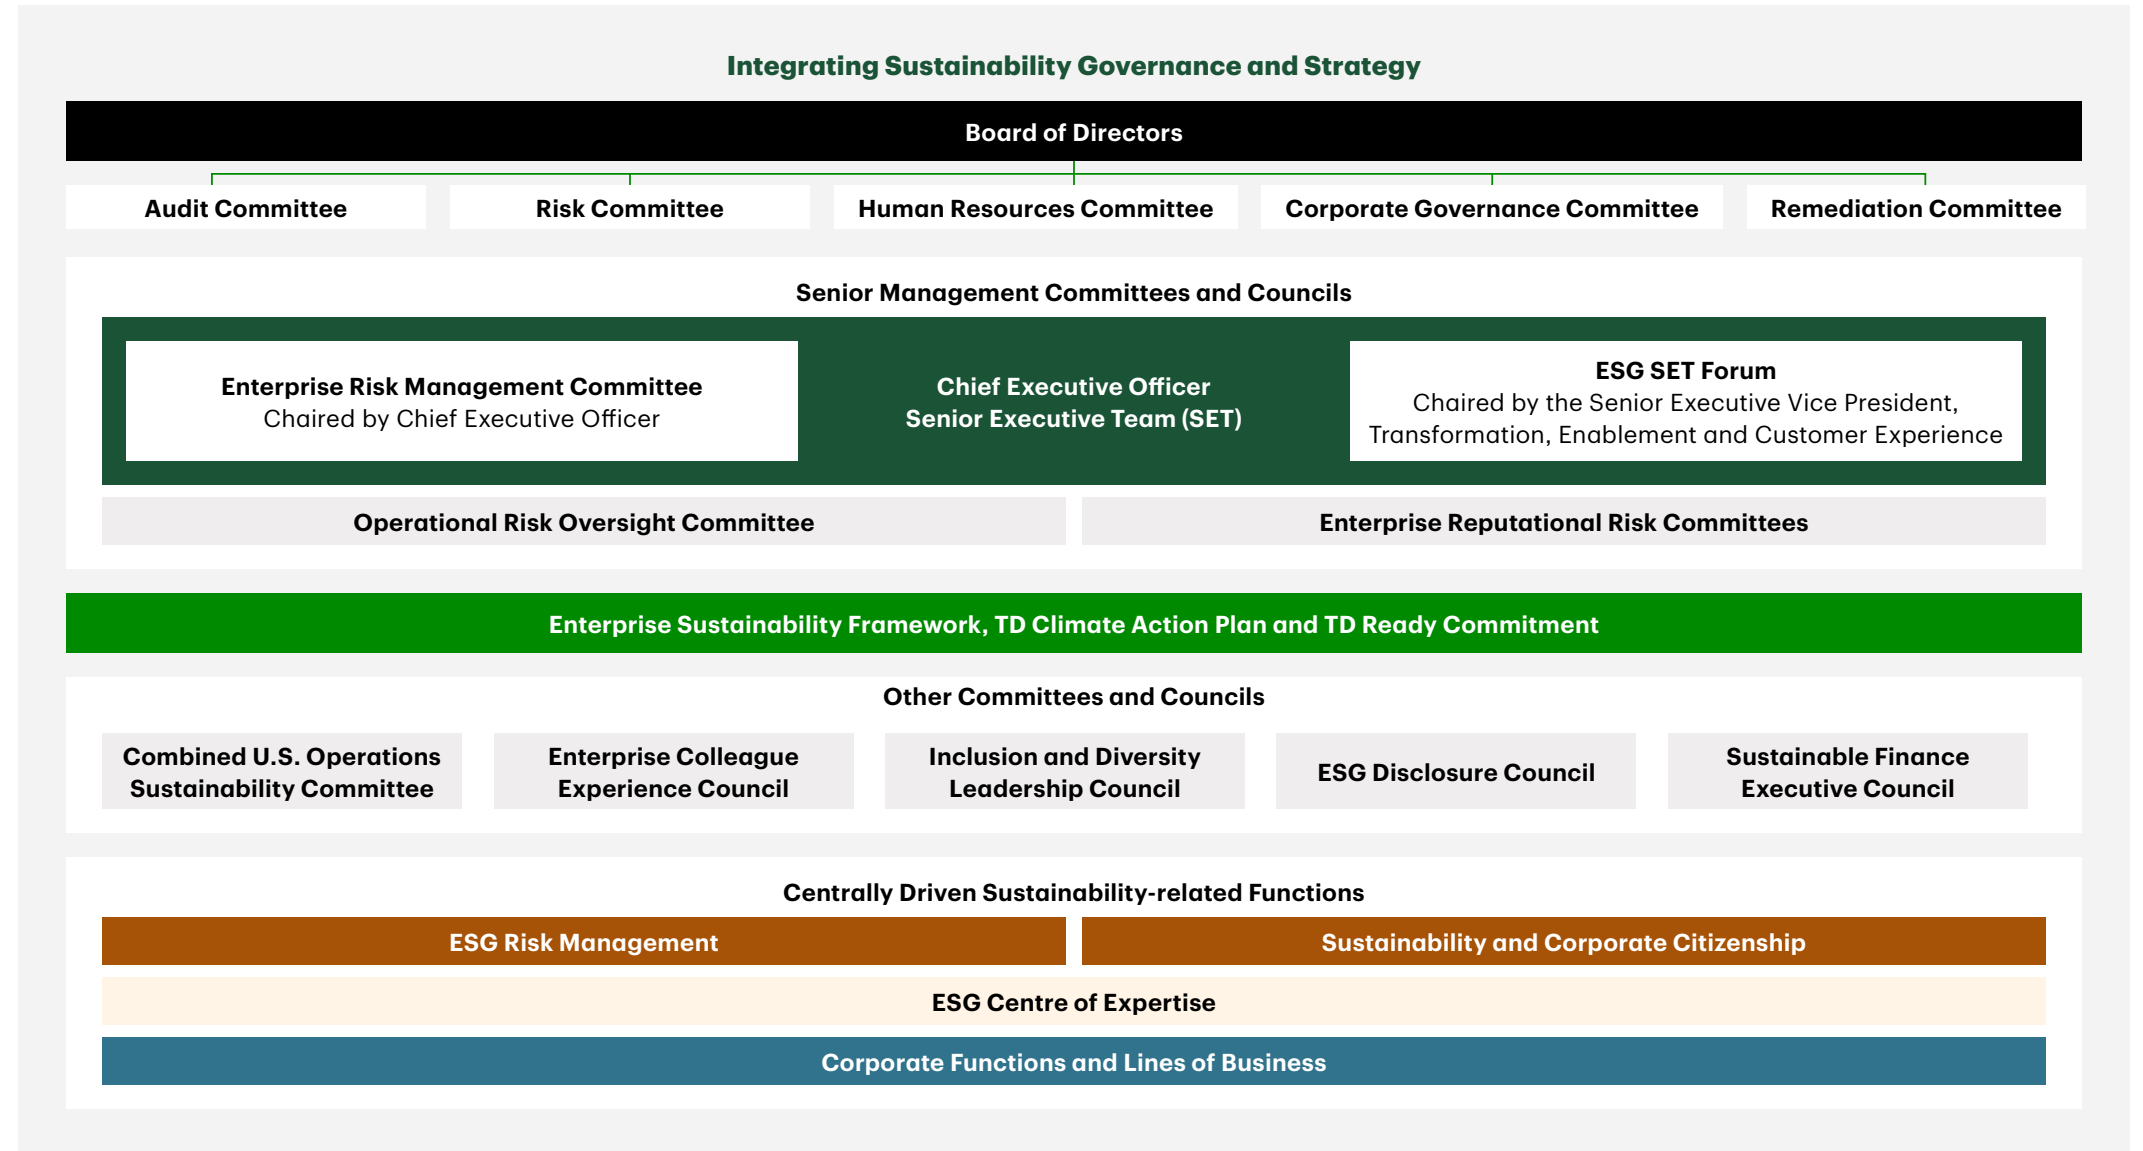 Integrating Sustainability Governance and Strategy
Board of Directors
Audit Committee
Risk Committee
Human Resources Committee
Corporate Governance Committee
Remediation Committee
Senior Management Committees and Councils
Enterprise Risk Management Committee
Chaired by Chief Executive Officer
Chief Executive Officer
Senior Executive Team (SET)
ESG SET Forum
Chaired by the Senior Executive Vice President,
Transformation, Enablement and Customer Experience
Operational Risk Oversight Committee
Enterprise Reputational Risk Committees
Enterprise Sustainability Framework, TD Climate Action Plan and TD Ready Commitment
Other Committees and Councils
Combined U.S. Operations
Sustainability Committee
Enterprise Colleague
Experience Council
Inclusion and Diversity
Leadership Council
ESG Disclosure Council
Sustainable Finance
Executive Council
Centrally Driven Sustainability-related Functions
ESG Risk Management
Sustainability and Corporate Citizenship
ESG Centre of Expertise
Corporate Functions and Lines of Business